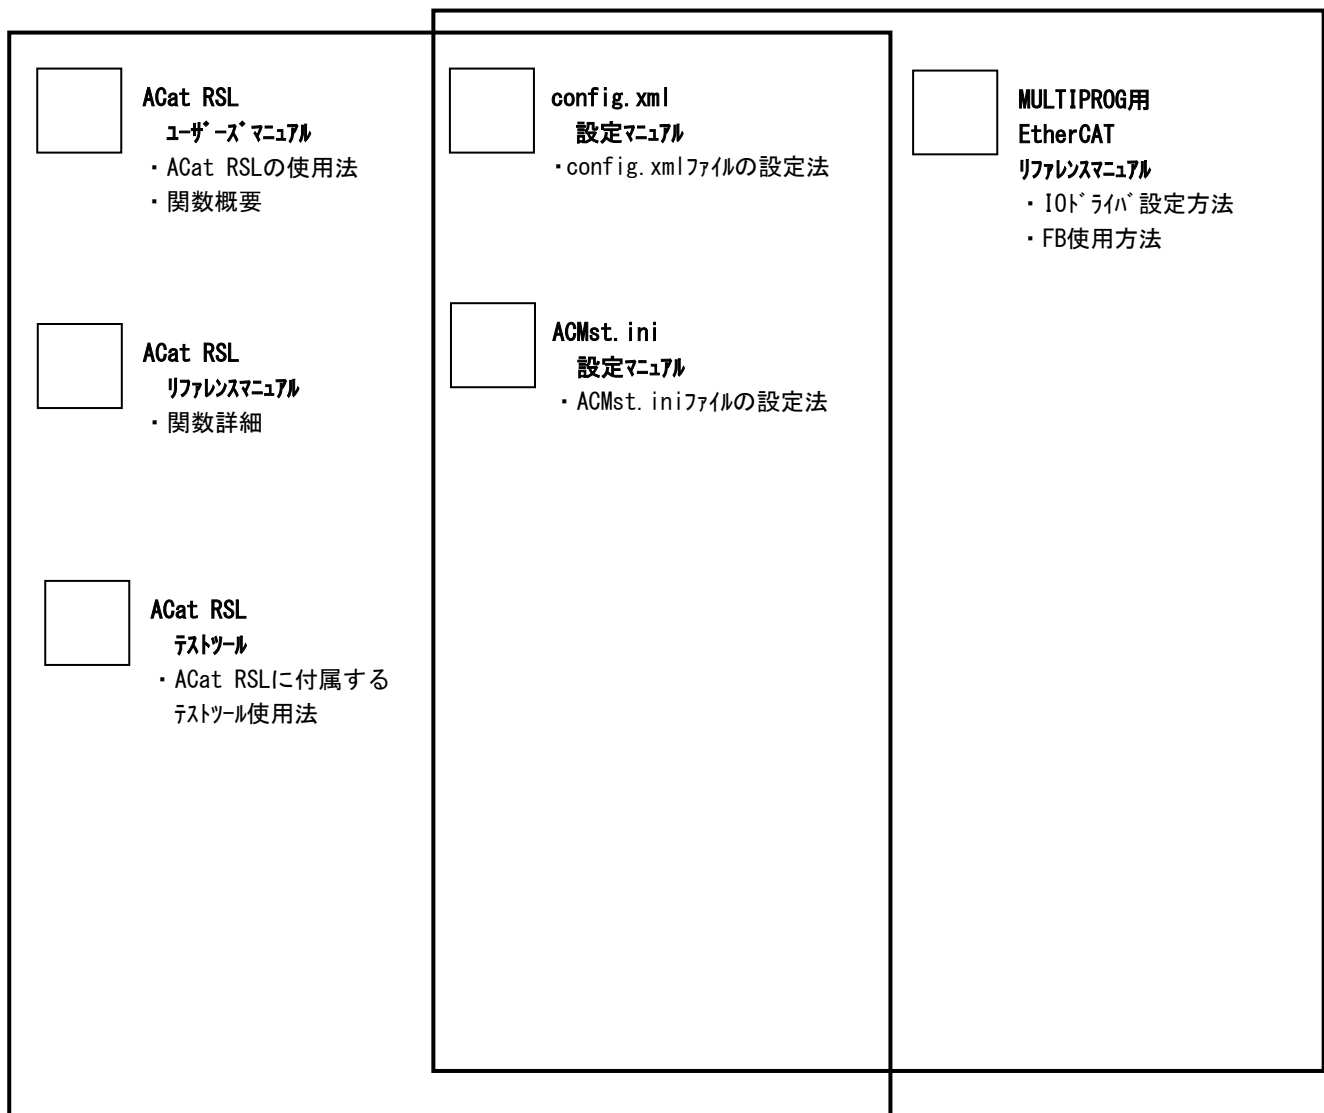 ACat RSL
ﾕｰｻﾞｰｽﾞﾏﾆｭｱﾙ
・ACat RSLの使用法
・関数概要
ACat RSL
ﾘﾌｧﾚﾝｽﾏﾆｭｱﾙ
・関数詳細
ACat RSL
ﾃｽﾄﾂｰﾙ
・ACat RSLに付属する
ﾃｽﾄﾂｰﾙ使用法
config.xml
設定ﾏﾆｭｱﾙ
・config.xmlﾌｧｲﾙの設定法
ACMst.ini
設定ﾏﾆｭｱﾙ
・ACMst.iniﾌｧｲﾙの設定法
MULTIPROG用
EtherCAT
ﾘﾌｧﾚﾝｽﾏﾆｭｱﾙ
・IOﾄﾞﾗｲﾊﾞ設定方法
・FB使用方法